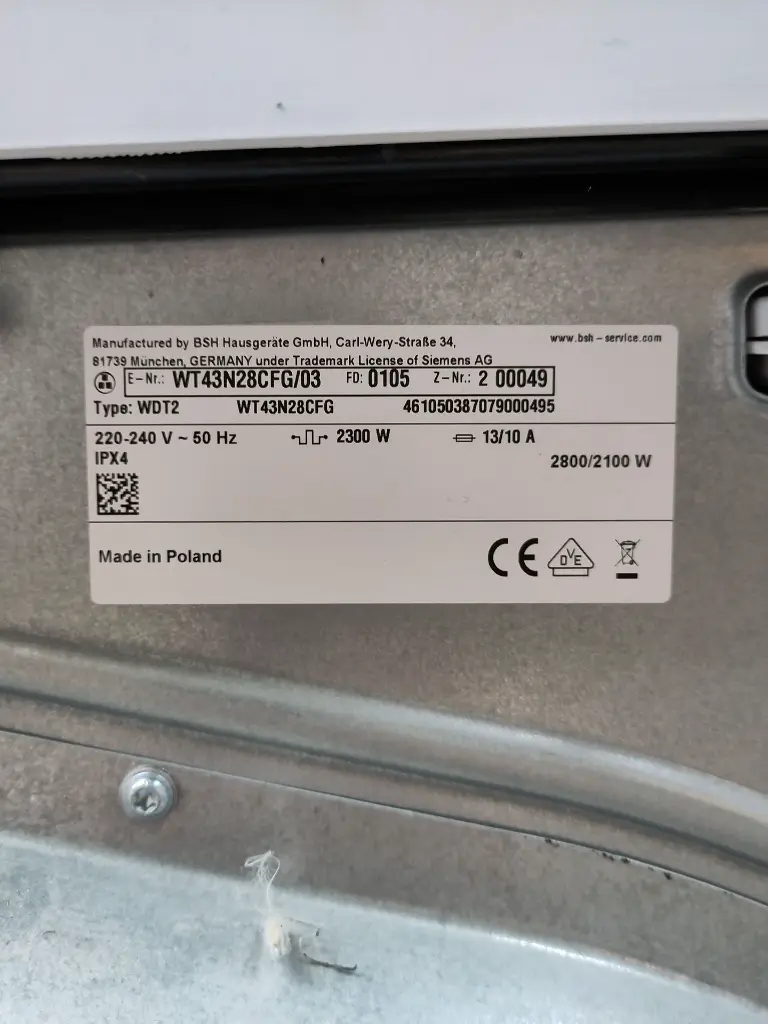 Manufactured by BSH Hausgeräte GmbH, Carl-Wery-Straße 34,
www.bsh-service.com
81739 München, GERMANY under Trademark License of Siemens AG
E-Nr.: WT43N28CFG/03 FD: 0105 Z-Nr.: 2 00049
Type: WDT2 WT43N28CFG 461050387079000495
220-240 V ~ 50 Hz 2300 W 13/10 A
IPX4
2800/2100 W
Made in Poland
CE
DVE